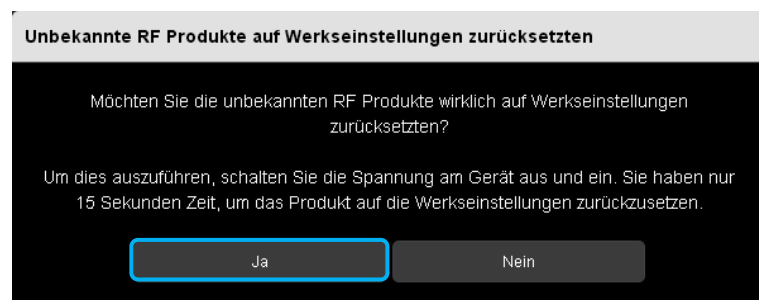 Unbekannte RF Produkte auf Werkseinstellungen zurücksetzten
Möchten Sie die unbekannten RF Produkte wirklich auf Werkseinstellungen
zurücksetzten?
Um dies auszuführen, schalten Sie die Spannung am Gerät aus und ein. Sie haben nur
15 Sekunden Zeit, um das Produkt auf die Werkseinstellungen zurückzusetzen.
Ja
Nein